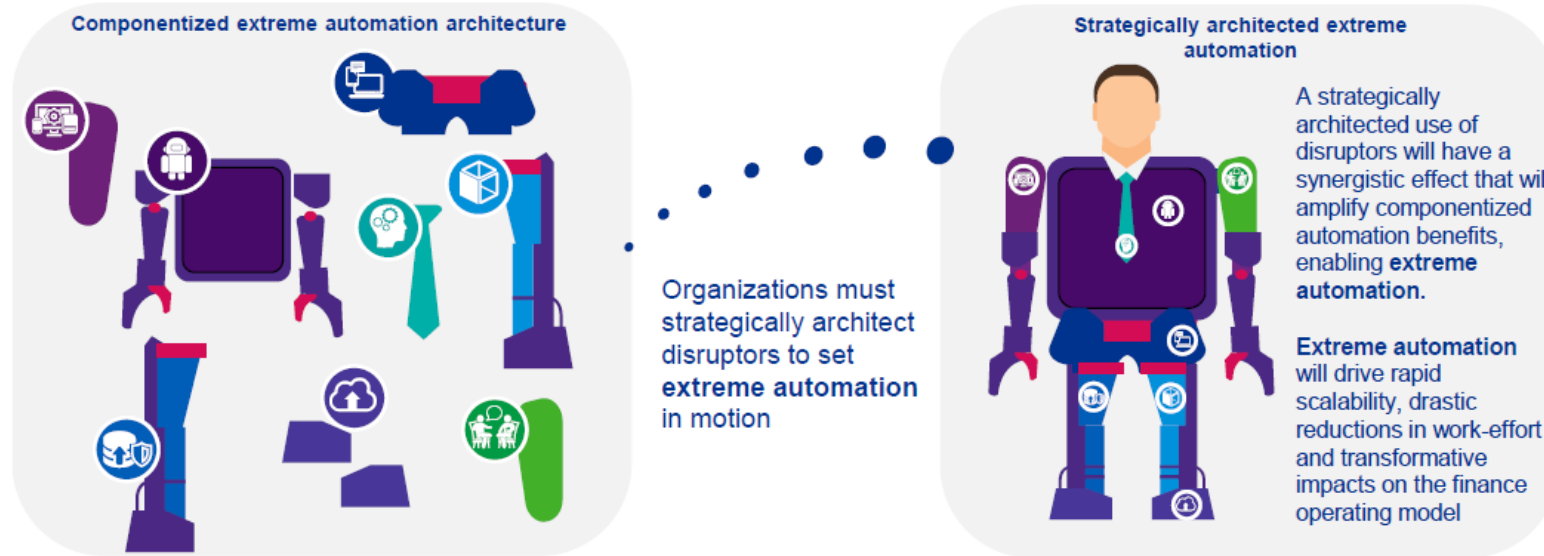 Componentized extreme automation architecture
Organizations must
strategically architect
disruptors to set
extreme automation
in motion
Strategically architected extreme
automation
A strategically
architected use of
disruptors will have a
synergistic effect that wil
amplify componentized
automation benefits,
enabling extreme
automation.
Extreme automation
will drive rapid
scalability, drastic
reductions in work-effort
and transformative
impacts on the finance
operating model